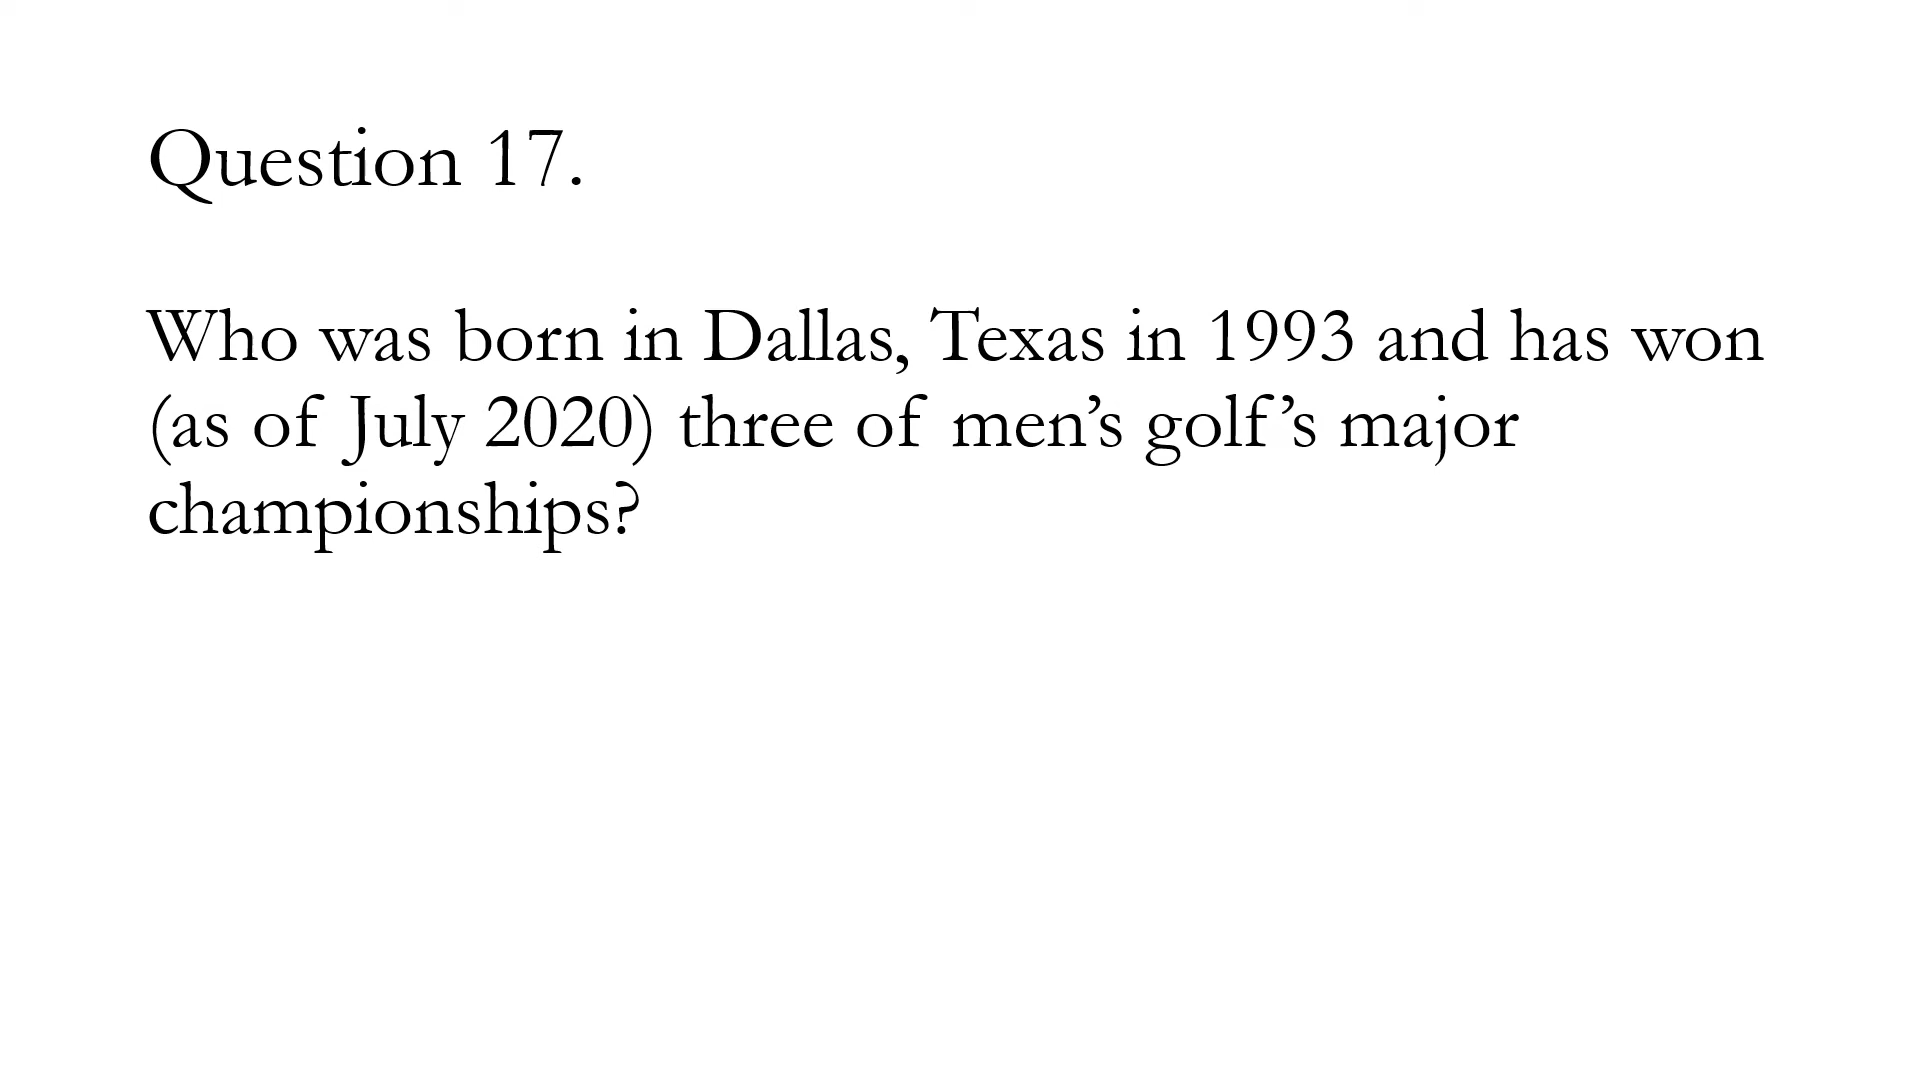 Question 17.
Who was born in Dallas, Texas in 1993 and has won
(as of July 2020) three of men’s golf’s major
championships?